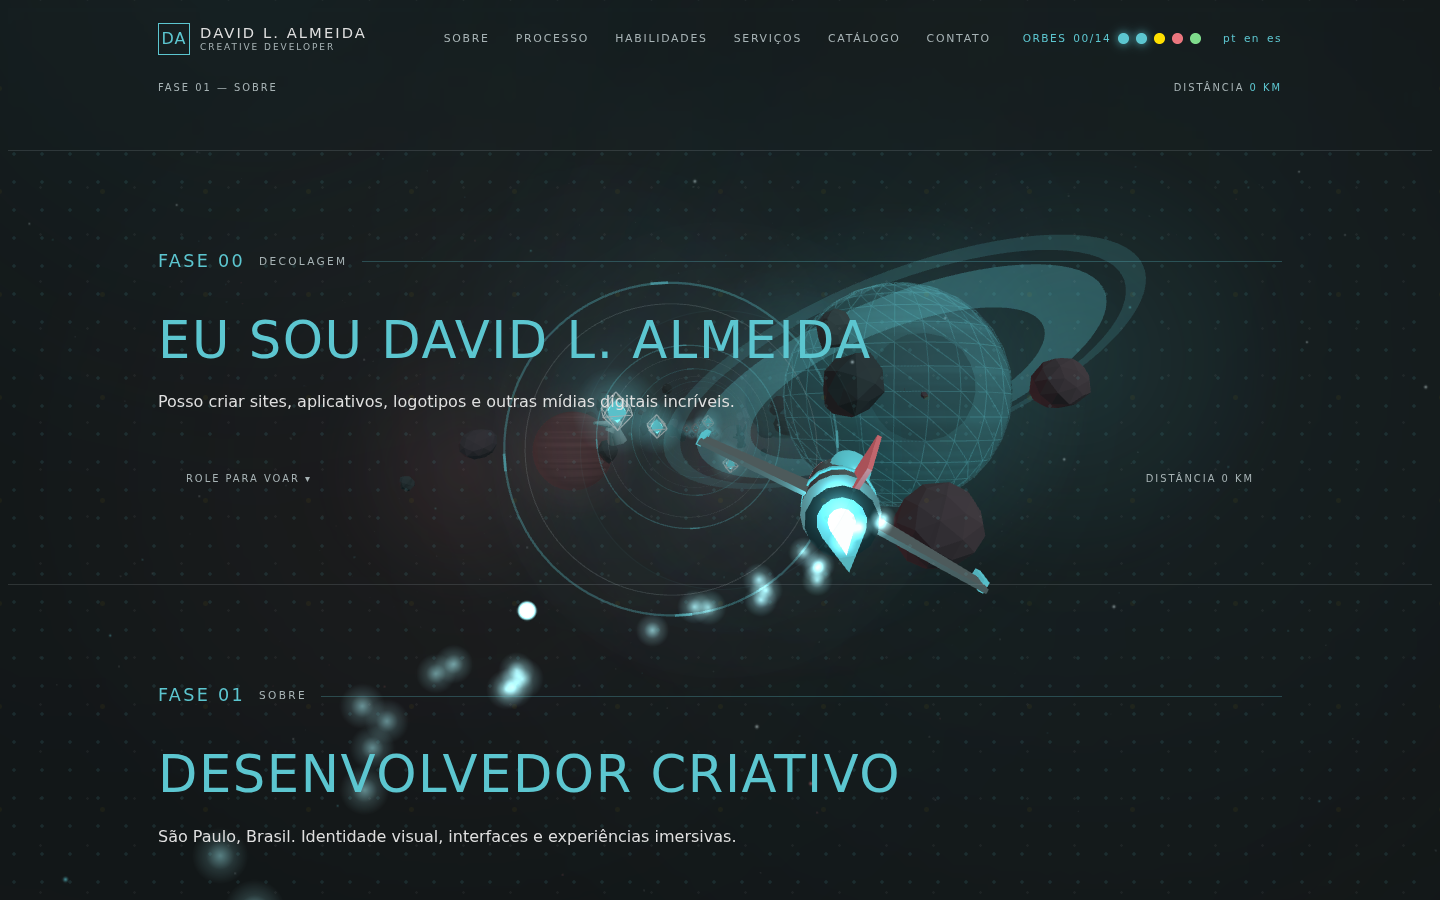 DA
DAVID L. ALMEIDA
CREATIVE DEVELOPER
SOBRE PROCESSO HABILIDADES SERVIÇOS CATÁLOGO CONTATO ORBES 00/14 pt en es
FASE 01 — SOBRE DISTÂNCIA 0 KM
FASE 00 DECOLAGEM
EU SOU DAVID L. ALMEIDA
Posso criar sites, aplicativos, logotipos e outras mídias digitais incríveis.
ROLE PARA VOAR ▾ DISTÂNCIA 0 KM
FASE 01 SOBRE
DESENVOLVEDOR CRIATIVO
São Paulo, Brasil. Identidade visual, interfaces e experiências imersivas.